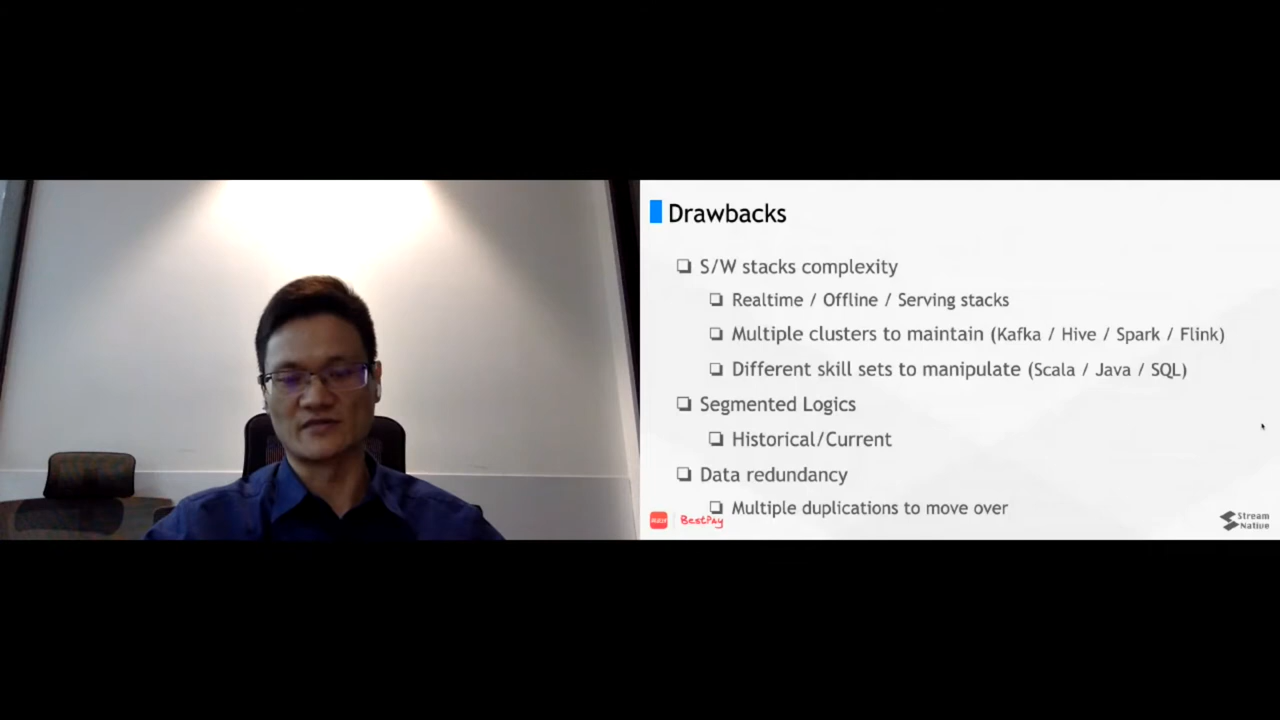 Drawbacks
S/W stacks complexity
Realtime / Offline / Serving stacks
Multiple clusters to maintain (Kafka / Hive / Spark / Flink)
Different skill sets to manipulate (Scala / Java / SQL)
Segmented Logics
Historical/Current
Data redundancy
Multiple duplications to move over
BestPay
Stream
Native